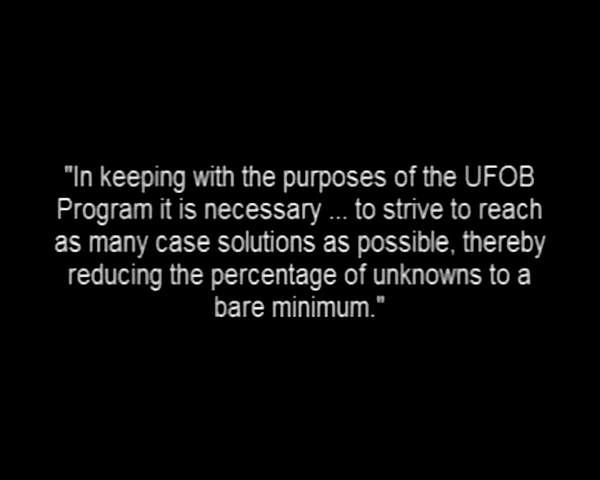 "In keeping with the purposes of the UFOB
Program it is necessary ... to strive to reach
as many case solutions as possible, thereby
reducing the percentage of unknowns to a
bare minimum."